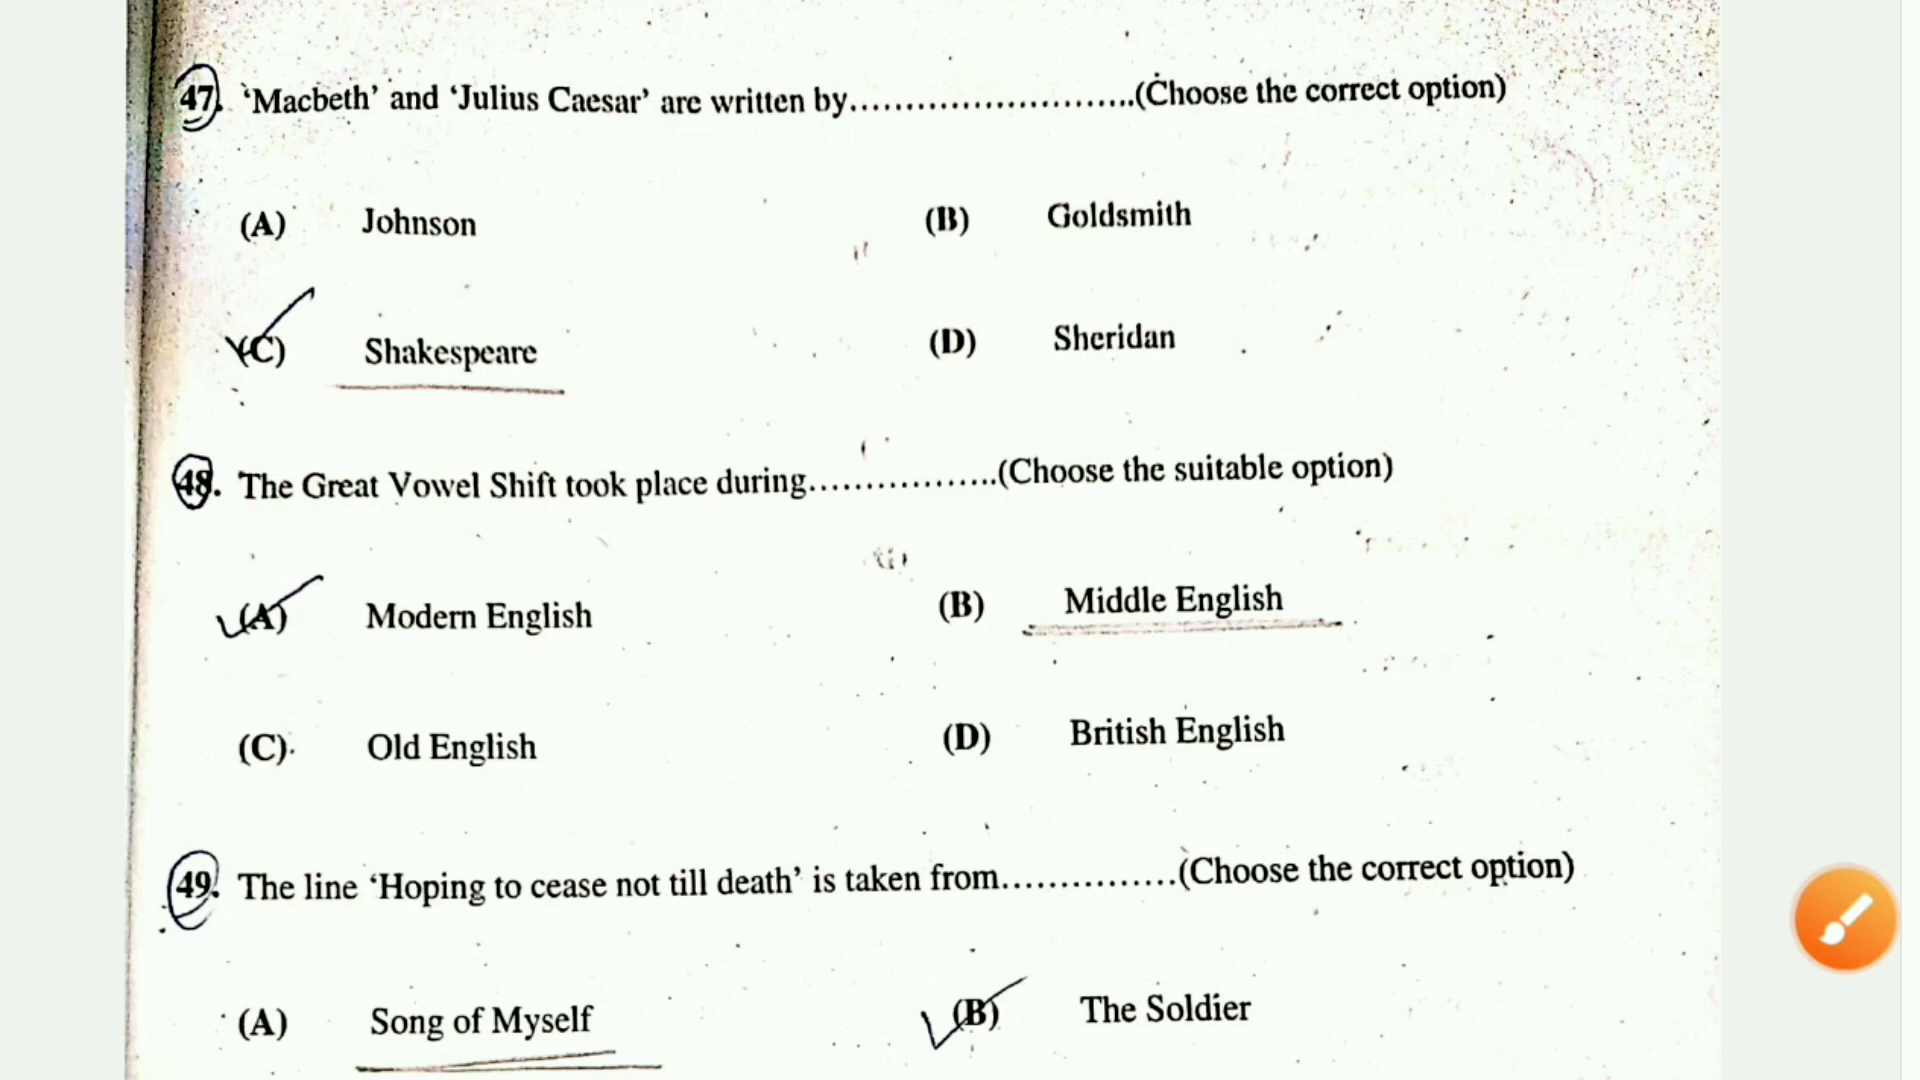 47. ‘Macbeth’ and ‘Julius Caesar’ are written by..........................(Choose the correct option)
(A) Johnson (B) Goldsmith
(C) Shakespeare (D) Sheridan
48. The Great Vowel Shift took place during.................(Choose the suitable option)
(A) Modern English (B) Middle English
(C) Old English (D) British English
49. The line ‘Hoping to cease not till death’ is taken from................(Choose the correct option)
(A) Song of Myself (B) The Soldier